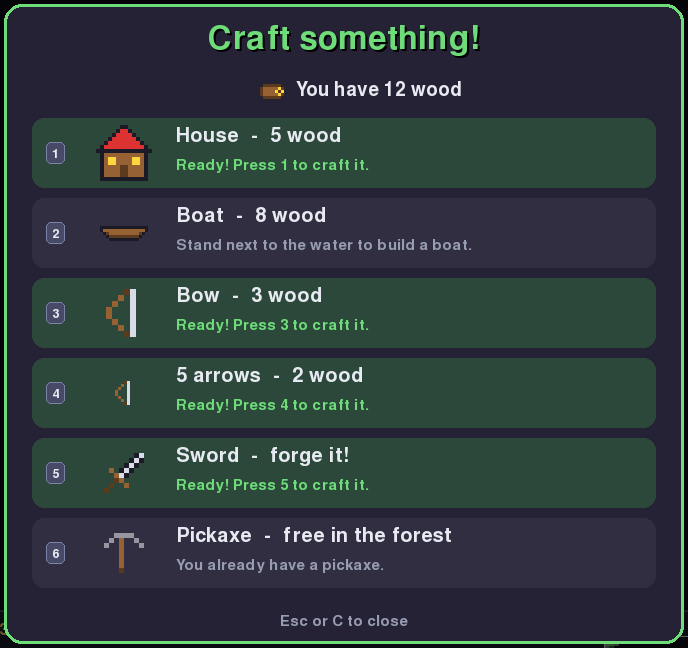 Craft something!
You have 12 wood
1
House - 5 wood
Ready! Press 1 to craft it.
2
Boat - 8 wood
Stand next to the water to build a boat.
3
Bow - 3 wood
Ready! Press 3 to craft it.
4
5 arrows - 2 wood
Ready! Press 4 to craft it.
5
Sword - forge it!
Ready! Press 5 to craft it.
6
Pickaxe - free in the forest
You already have a pickaxe.
Esc or C to close